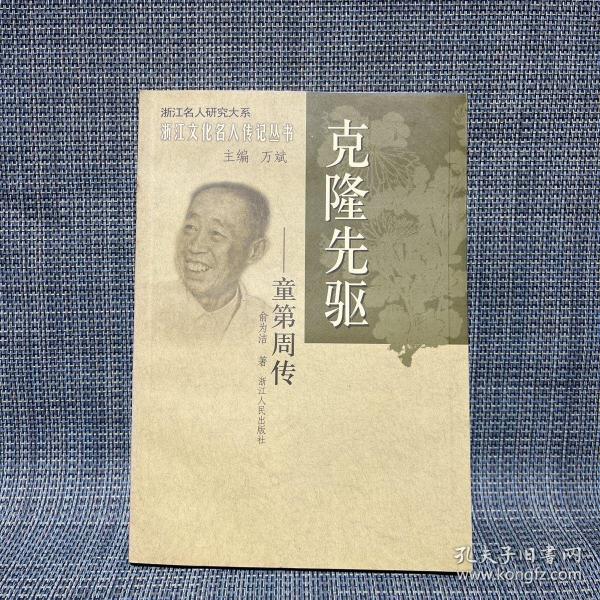 浙江名人研究大系
浙江文化名人传记丛书
主编 万斌
克隆先驱
——童第周传
俞为洁 著 浙江人民出版社
孔夫子旧书网
www.kongfz.com